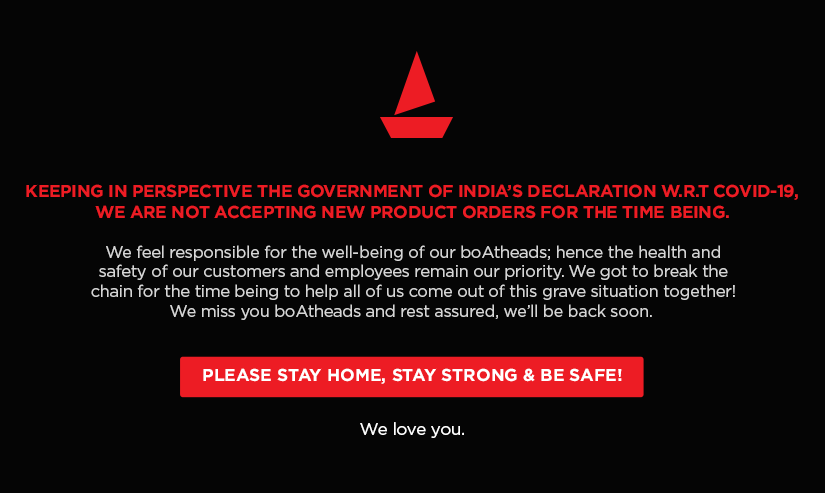 KEEPING IN PERSPECTIVE THE GOVERNMENT OF INDIA'S DECLARATION W.R.T COVID-19,
WE ARE NOT ACCEPTING NEW PRODUCT ORDERS FOR THE TIME BEING.
We feel responsible for the well-being of our boAtheads; hence the health and
safety of our customers and employees remain our priority. We got to break the
chain for the time being to help all of us come out of this grave situation together!
We miss you boAtheads and rest assured, we'll be back soon.
PLEASE STAY HOME, STAY STRONG & BE SAFE!
We love you.